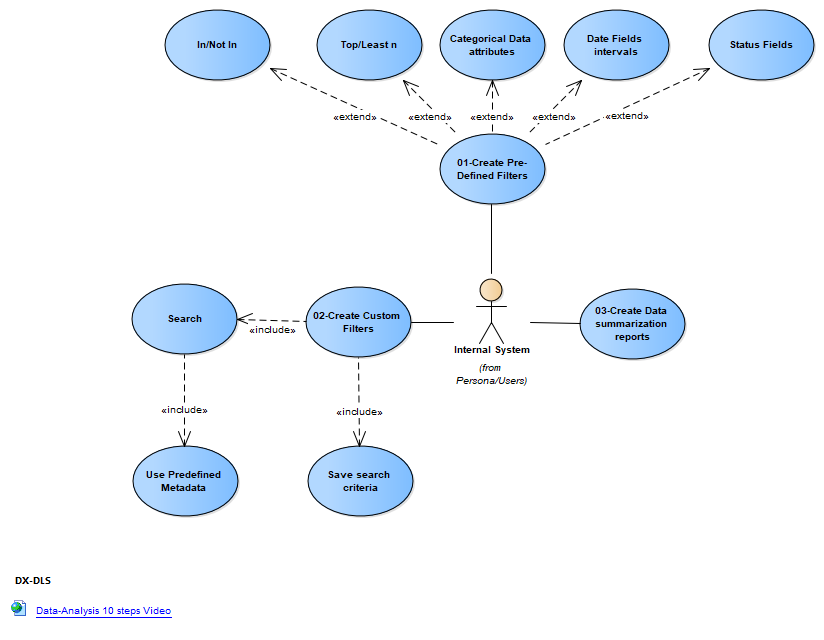 In/Not In
Top/Least n
Categorical Data
attributes
Date Fields
intervals
Status Fields
«extend»
«extend»
«extend»
«extend»
«extend»
01-Create Pre-
Defined Filters
Search
«include»
02-Create Custom
Filters
03-Create Data
summarization
reports
Internal System
(from
Persona/Users)
«include»
«include»
Use Predefined
Metadata
Save search
criteria
DX-DLS
Data-Analysis 10 steps Video